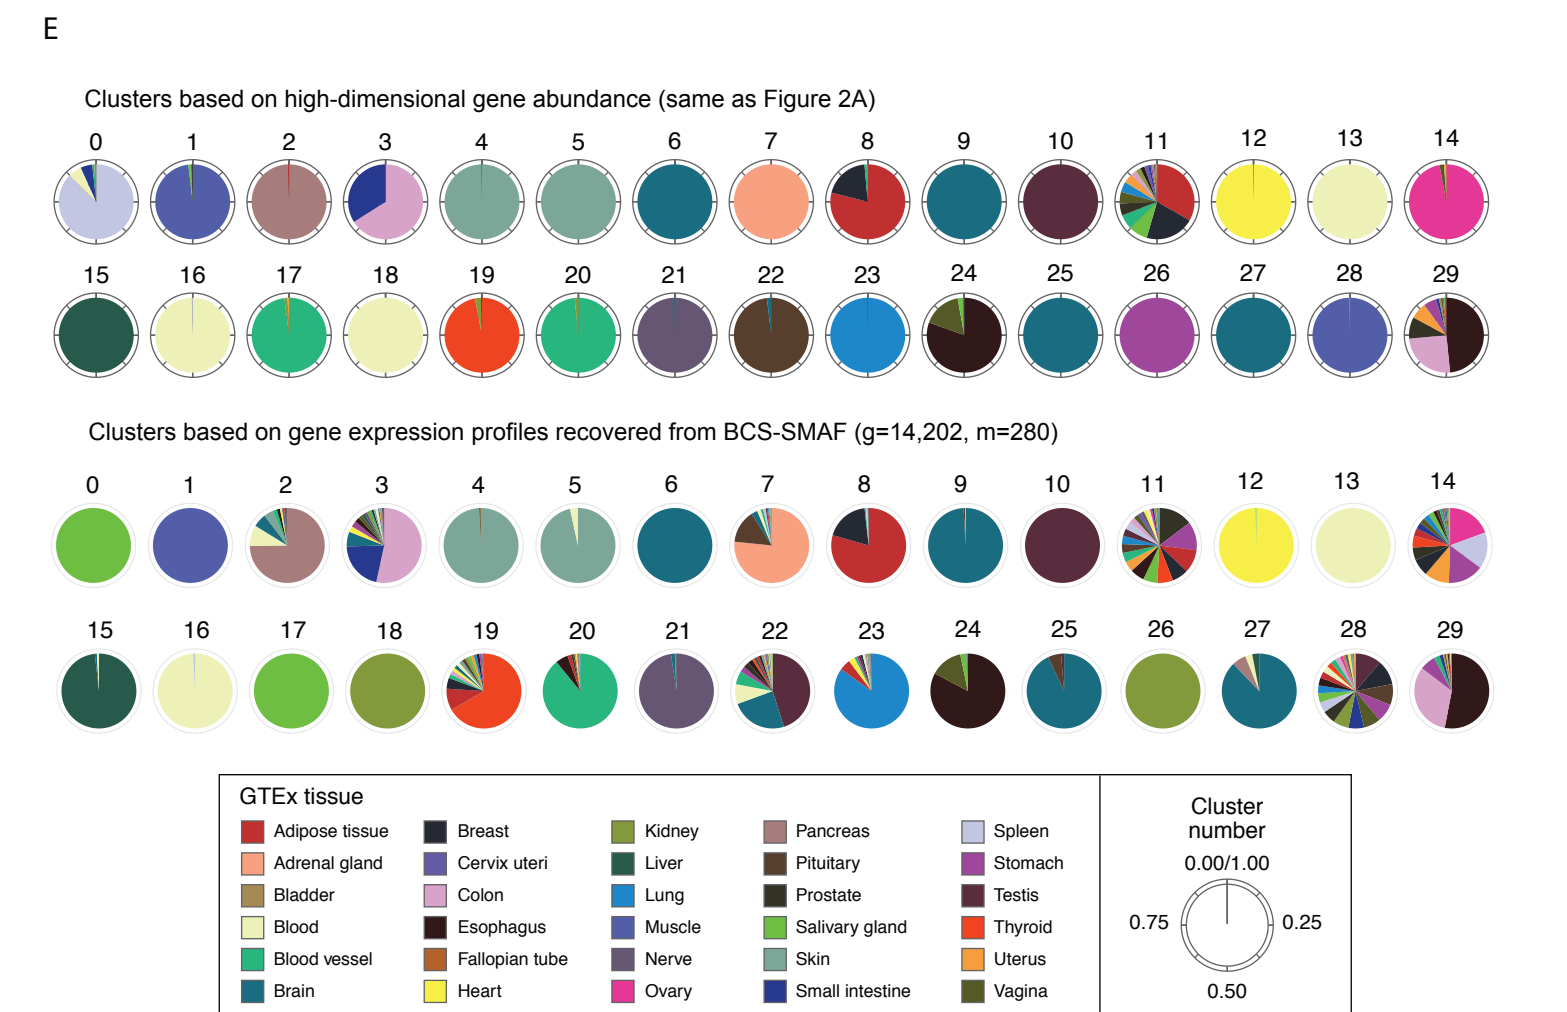 E
Clusters based on high-dimensional gene abundance (same as Figure 2A)
0 1 2 3 4 5 6 7 8 9 10 11 12 13 14
15 16 17 18 19 20 21 22 23 24 25 26 27 28 29
Clusters based on gene expression profiles recovered from BCS-SMAF (g=14,202, m=280)
0 1 2 3 4 5 6 7 8 9 10 11 12 13 14
15 16 17 18 19 20 21 22 23 24 25 26 27 28 29
GTEx tissue
Adipose tissue Breast Kidney Pancreas Spleen
Adrenal gland Cervix uteri Liver Pituitary Stomach
Bladder Colon Lung Prostate Testis
Blood Esophagus Muscle Salivary gland Thyroid
Blood vessel Fallopian tube Nerve Skin Uterus
Brain Heart Ovary Small intestine Vagina
Cluster
number
0.00/1.00
0.75 0.25
0.50